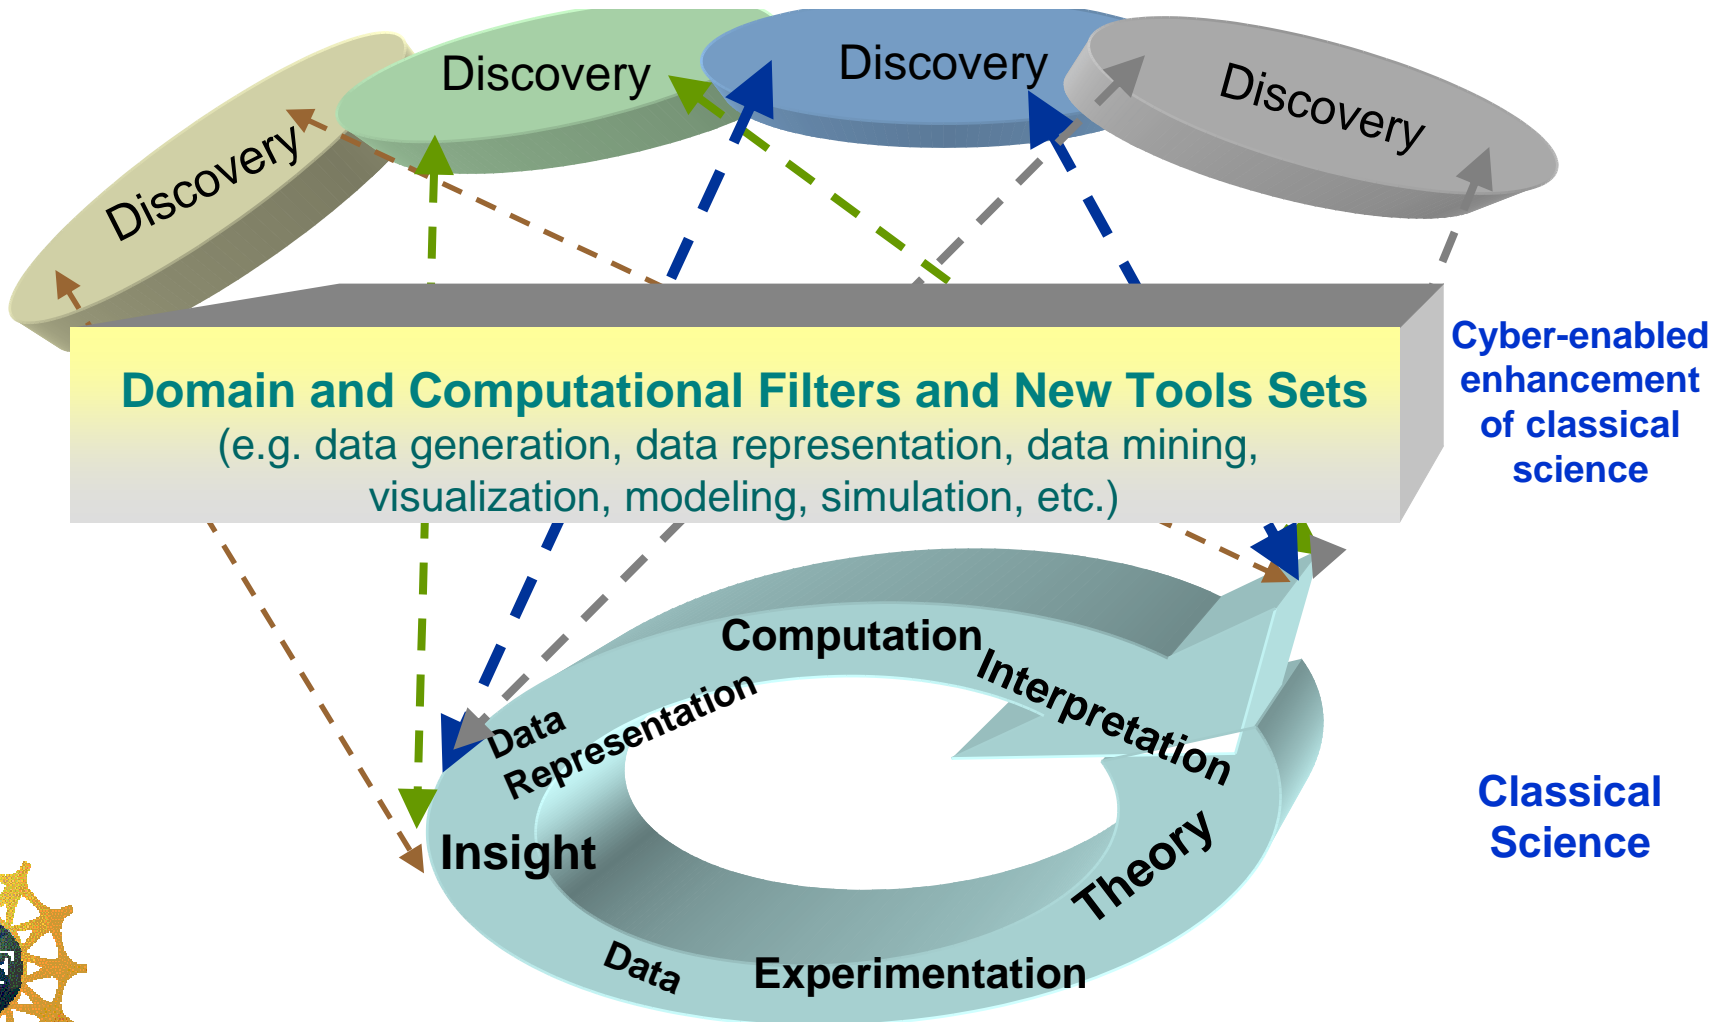 Discovery
Discovery
Discovery
Discovery
Domain and Computational Filters and New Tools Sets
(e.g. data generation, data representation, data mining,
visualization, modeling, simulation, etc.)
Cyber-enabled
enhancement
of classical
science
Computation
Interpretation
Data
Representation
Insight
Theory
Data
Experimentation
Classical
Science